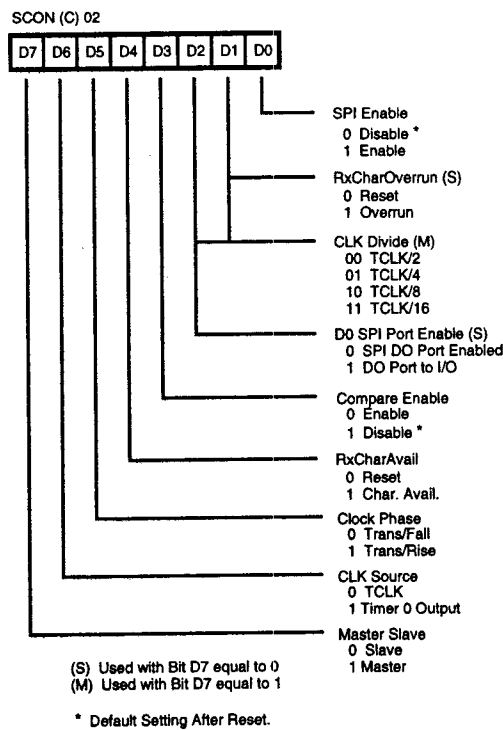 SCON (C) 02
D7 D6 D5 D4 D3 D2 D1 D0
SPI Enable
0 Disable *
1 Enable
RxCharOverrun (S)
0 Reset
1 Overrun
CLK Divide (M)
00 TCLK/2
01 TCLK/4
10 TCLK/8
11 TCLK/16
D0 SPI Port Enable (S)
0 SPI DO Port Enabled
1 DO Port to I/O
Compare Enable
0 Enable
1 Disable *
RxCharAvail
0 Reset
1 Char. Avail.
Clock Phase
0 Trans/Fall
1 Trans/Rise
CLK Source
0 TCLK
1 Timer 0 Output
Master Slave
0 Slave
1 Master
(S) Used with Bit D7 equal to 0
(M) Used with Bit D7 equal to 1
* Default Setting After Reset.